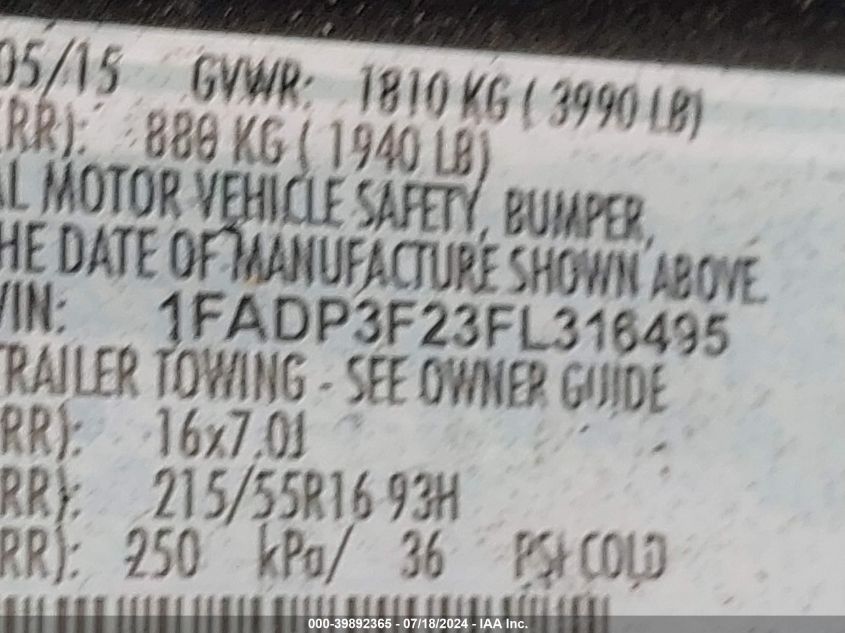 05/15 GVWR: 1810 KG ( 3990 LB)
RR): 880 KG ( 1940 LB)
AL MOTOR VEHICLE SAFETY, BUMPER,
HE DATE OF MANUFACTURE SHOWN ABOVE.
VIN: 1FADP3F23FL316495
TRAILER TOWING - SEE OWNER GUIDE
RR): 16x7.0J
RR): 215/55R16 93H
RR): 250 kPa/ 36 PSI COLD
000-39892365 - 07/18/2024 - IAA Inc.